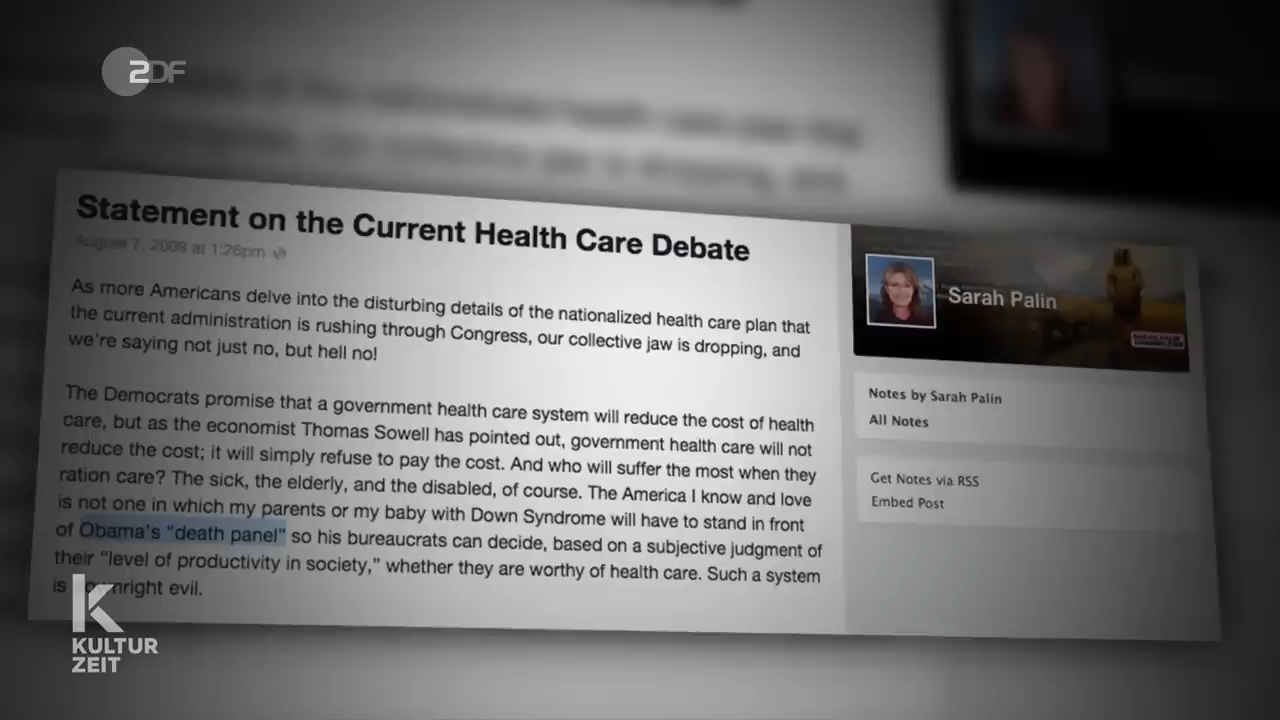 ZDF
Statement on the Current Health Care Debate
August 7, 2009 at 1:26pm
As more Americans delve into the disturbing details of the nationalized health care plan that
the current administration is rushing through Congress, our collective jaw is dropping, and
we're saying not just no, but hell no!
The Democrats promise that a government health care system will reduce the cost of health
care, but as the economist Thomas Sowell has pointed out, government health care will not
reduce the cost; it will simply refuse to pay the cost. And who will suffer the most when they
ration care? The sick, the elderly, and the disabled, of course. The America I know and love
is not one in which my parents or my baby with Down Syndrome will have to stand in front
of Obama's "death panel" so his bureaucrats can decide, based on a subjective judgment of
their "level of productivity in society," whether they are worthy of health care. Such a system
is evil.
Sarah Palin
Notes by Sarah Palin
All Notes
Get Notes via RSS
Embed Post
K
KULTUR
ZEIT